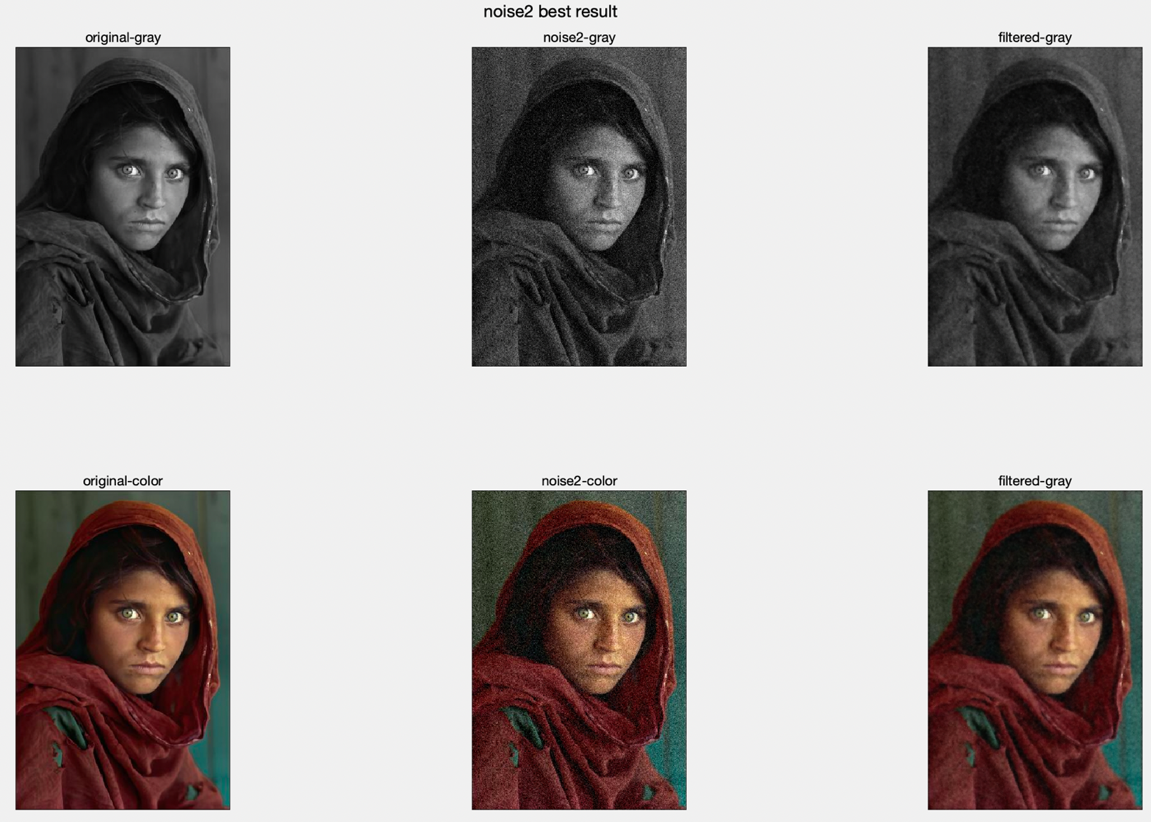 noise2 best result
original-gray
noise2-gray
filtered-gray
original-color
noise2-color
filtered-gray